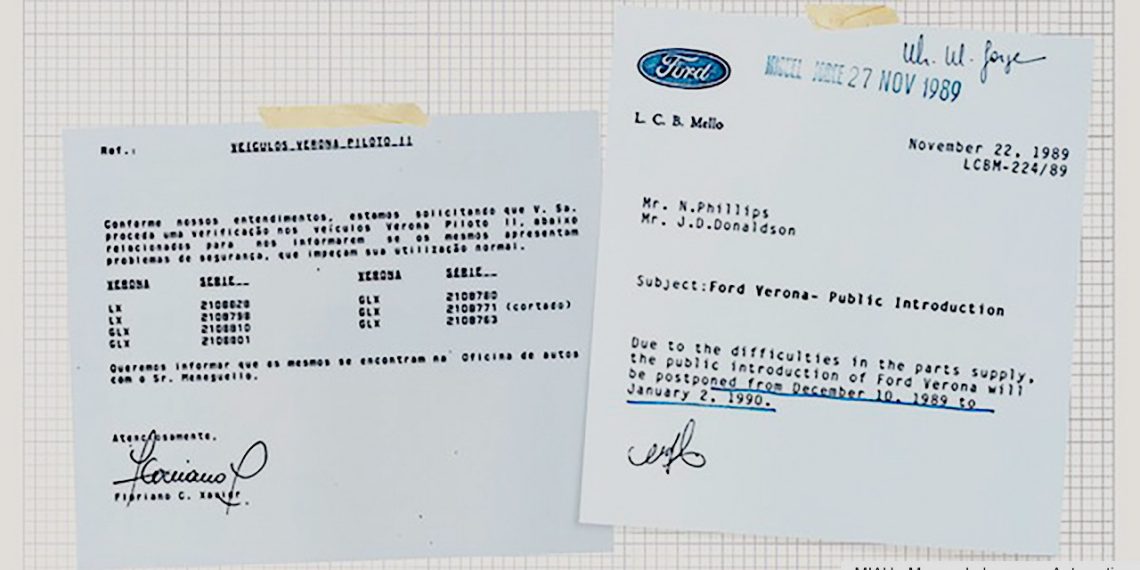 Ref.:
VEÍCULOS VERONA PILOTO II
Conforme nossos entendimentos, estamos solicitando que V. Sa.
proceda uma verificação nos veículos Verona Piloto II, abaixo
relacionados para nos informarem se os mesmos apresentam
problemas de segurança, que impeçam sua utilização normal.
VERONA SÉRIE VERONA SÉRIE
LX 2108628 GLX 2108760
LX 2108798 GLX 2108771 (cortado)
GLX 2108810 GLX 2108763
GLX 2108801
Queremos informar que os mesmos se encontram na Oficina de autos
com o Sr. Meneguello.
Atenciosamente,
Floriano C. Xavier
Ford
MIGUEL JORGE 27 NOV 1989
L. C. B. Mello
November 22, 1989
LCBM-224/89
Mr. N.Phillips
Mr. J.D.Donaldson
Subject:Ford Verona- Public Introduction
Due to the difficulties in the parts supply,
the public introduction of Ford Verona will
be postponed from December 10, 1989 to
January 2, 1990.